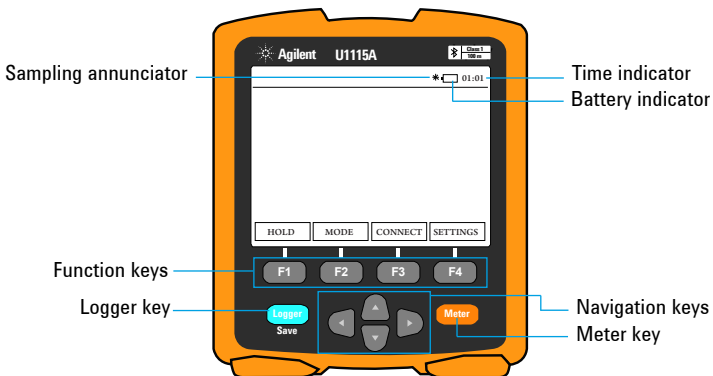 Agilent U1115A
Class 1
100 m
Sampling annunciator
01:01
Time indicator
Battery indicator
HOLD MODE CONNECT SETTINGS
Function keys
F1 F2 F3 F4
Logger key
Logger
Save
Meter
Navigation keys
Meter key